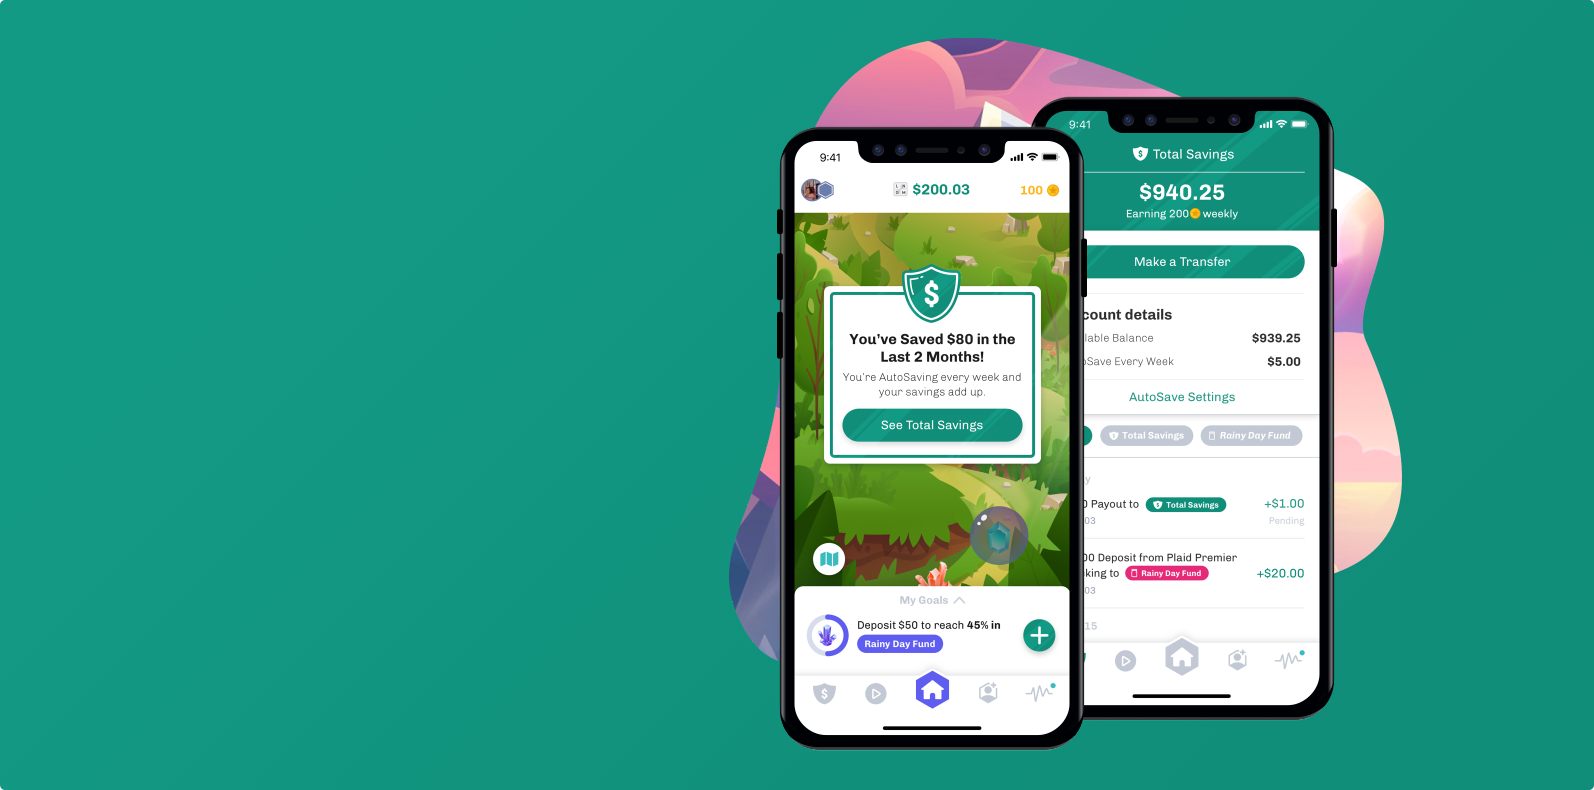 9:41
$200.03
100
$
You've Saved $80 in the
Last 2 Months!
You're AutoSaving every week and
your savings add up.
See Total Savings
My Goals
Deposit $50 to reach 45% in
Rainy Day Fund
$
9:41
$ Total Savings
$940.25
Earning 200 weekly
Make a Transfer
count details
lable Balance $939.25
Save Every Week $5.00
AutoSave Settings
Total Savings Rainy Day Fund
y
0 Payout to Total Savings +$1.00
03 Pending
00 Deposit from Plaid Premier
king to Rainy Day Fund +$20.00
03
15